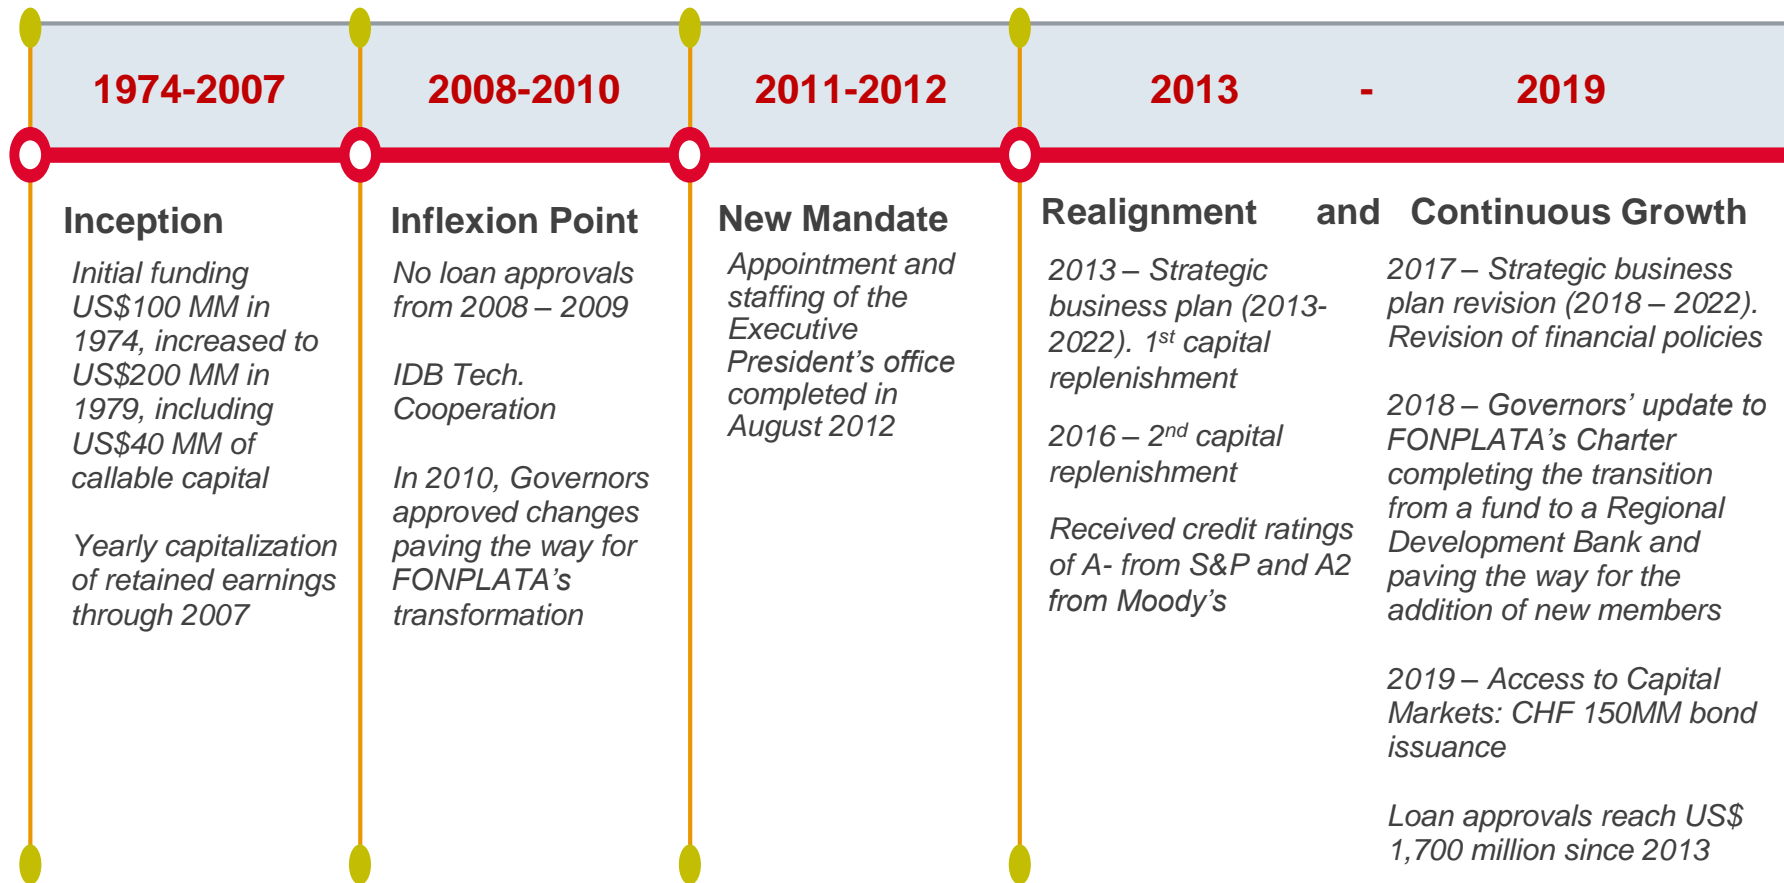 1974-2007
2008-2010
2011-2012
2013 - 2019
Inception
Initial funding
US$100 MM in
1974, increased to
US$200 MM in
1979, including
US$40 MM of
callable capital
Yearly capitalization
of retained earnings
through 2007
Inflexion Point
No loan approvals
from 2008 – 2009
IDB Tech.
Cooperation
In 2010, Governors
approved changes
paving the way for
FONPLATA’s
transformation
New Mandate
Appointment and
staffing of the
Executive
President’s office
completed in
August 2012
Realignment and Continuous Growth
2013 – Strategic
business plan (2013-
2022). 1st capital
replenishment
2016 – 2nd capital
replenishment
Received credit ratings
of A- from S&P and A2
from Moody’s
2017 – Strategic business
plan revision (2018 – 2022).
Revision of financial policies
2018 – Governors’ update to
FONPLATA’s Charter
completing the transition
from a fund to a Regional
Development Bank and
paving the way for the
addition of new members
2019 – Access to Capital
Markets: CHF 150MM bond
issuance
Loan approvals reach US$
1,700 million since 2013